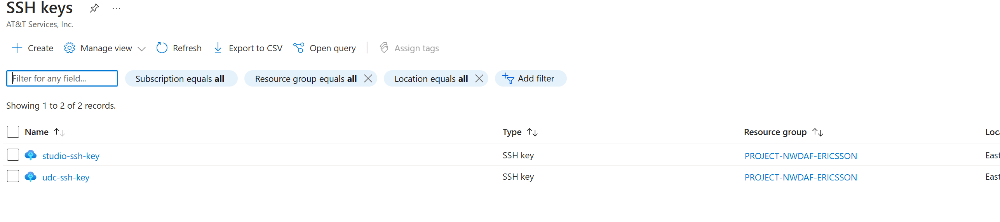 SSH keys
AT&T Services, Inc.
Create Manage view Refresh Export to CSV Open query Assign tags
Filter for any field... Subscription equals all Resource group equals all Location equals all Add filter
Showing 1 to 2 of 2 records.
Name Type Resource group Loc
studio-ssh-key SSH key PROJECT-NWDAF-ERICSSON East
udc-ssh-key SSH key PROJECT-NWDAF-ERICSSON East